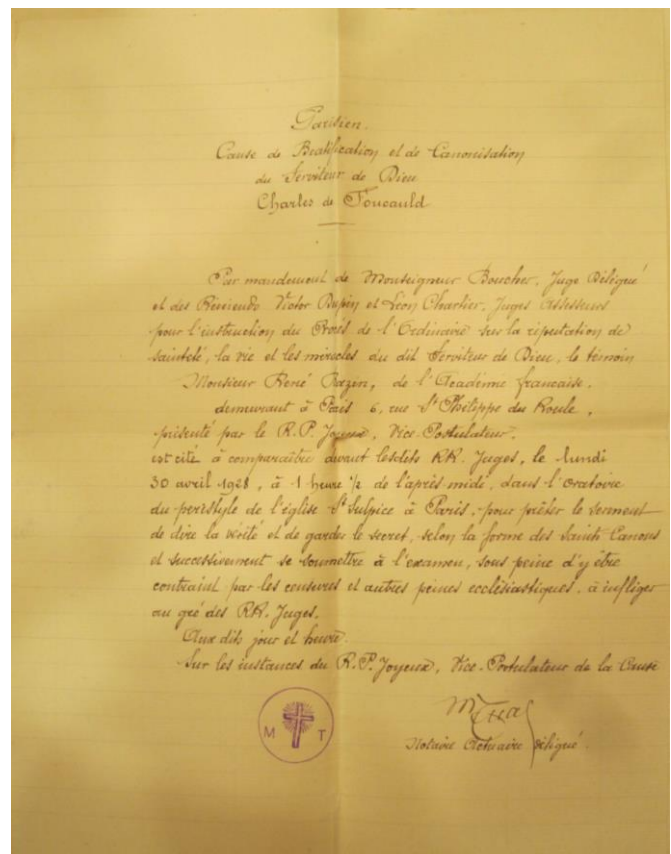 Parisien.
Cause de Béatification et de Canonisation
du Serviteur de Dieu
Charles de Foucauld
Par mandement de Monseigneur Boucher, Juge Délégué
et des Révérends Victor Dupin et Léon Chartier, Juges Assesseurs
pour l'instruction du Procès de l'Ordinaire sur la réputation de
sainteté, la vie et les miracles du dit Serviteur de Dieu, le témoin
Monsieur René Bazin, de l'Académie française,
demeurant à Paris 6, rue St Philippe du Roule,
présenté par le R.P. Joyeux, Vice-Postulateur,
est cité à comparaître devant lesdits RR. Juges, le lundi
30 avril 1928, à 1 heure ½ de l'après midi, dans l'oratoire
du peristyle de l'église St Sulpice à Paris, pour prêter le serment
de dire la vérité et de garder le secret, selon la forme des Saints Canons
et successivement se soumettre à l'examen, sous peine d'y être
contraint par les censures et autres peines ecclésiastiques, à infliger
au gré des RR. Juges.
Aux dits jour et heure.
Sur les instances du R.P. Joyeux, Vice-Postulateur de la Cause
M T
Notaire Actuaire Délégué.